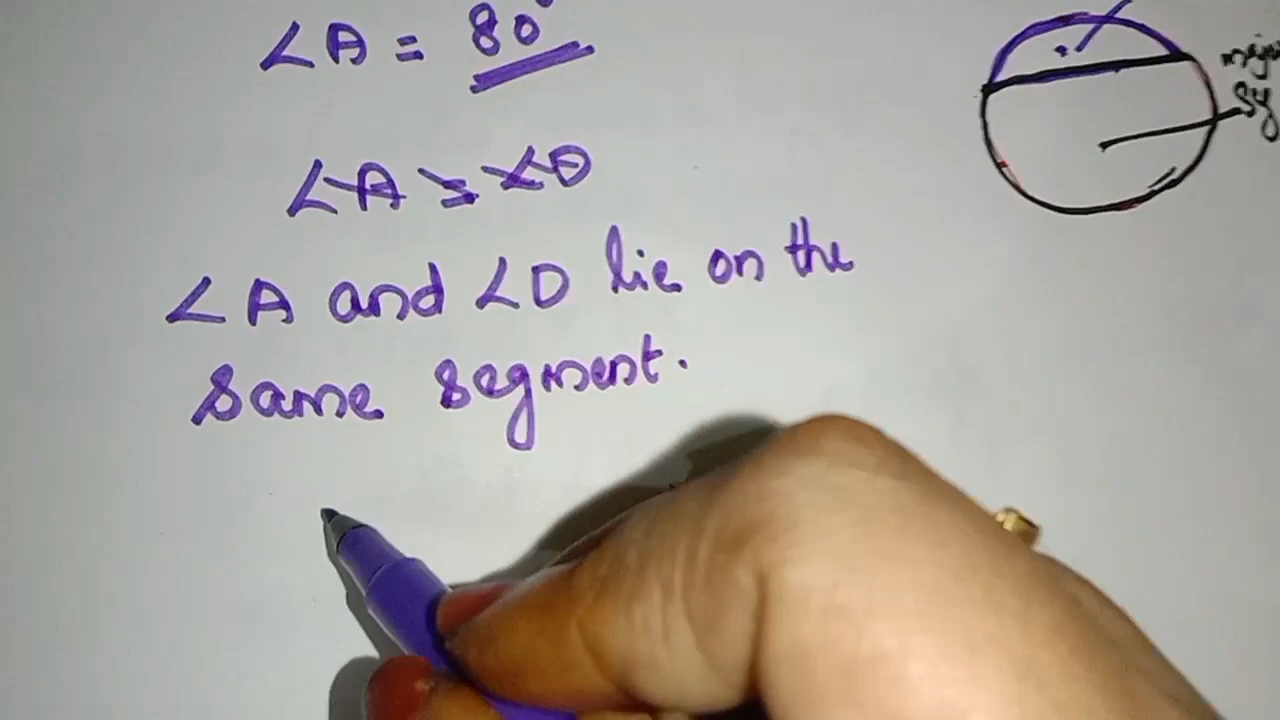 ∠A = 80°
∠A = ∠D
∠A and ∠D lie on the
same segment.